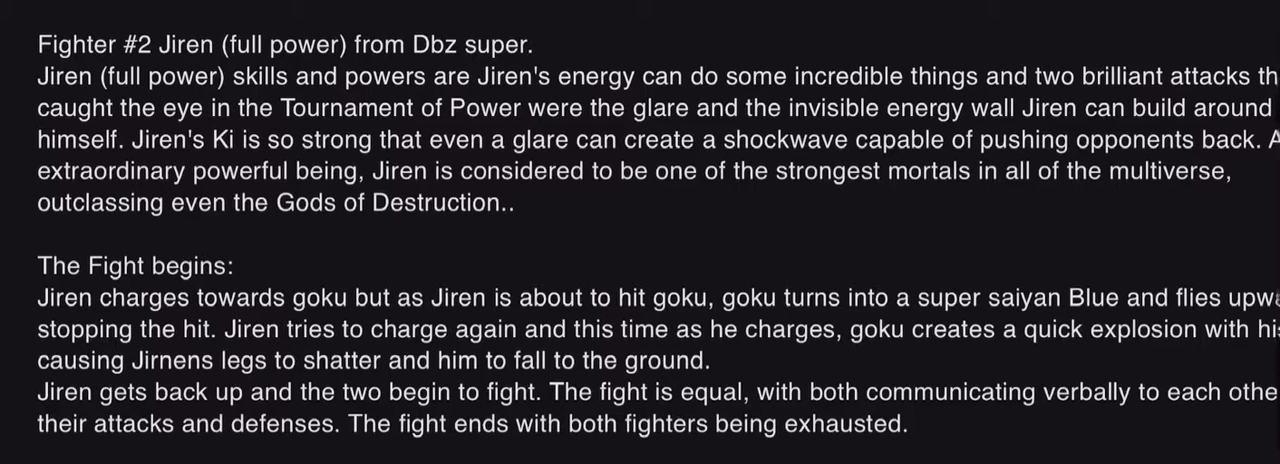 Fighter #2 Jiren (full power) from Dbz super.
Jiren (full power) skills and powers are Jiren's energy can do some incredible things and two brilliant attacks th
caught the eye in the Tournament of Power were the glare and the invisible energy wall Jiren can build around
himself. Jiren's Ki is so strong that even a glare can create a shockwave capable of pushing opponents back. A
extraordinary powerful being, Jiren is considered to be one of the strongest mortals in all of the multiverse,
outclassing even the Gods of Destruction..
The Fight begins:
Jiren charges towards goku but as Jiren is about to hit goku, goku turns into a super saiyan Blue and flies upwa
stopping the hit. Jiren tries to charge again and this time as he charges, goku creates a quick explosion with his
causing Jirnens legs to shatter and him to fall to the ground.
Jiren gets back up and the two begin to fight. The fight is equal, with both communicating verbally to each othe
their attacks and defenses. The fight ends with both fighters being exhausted.